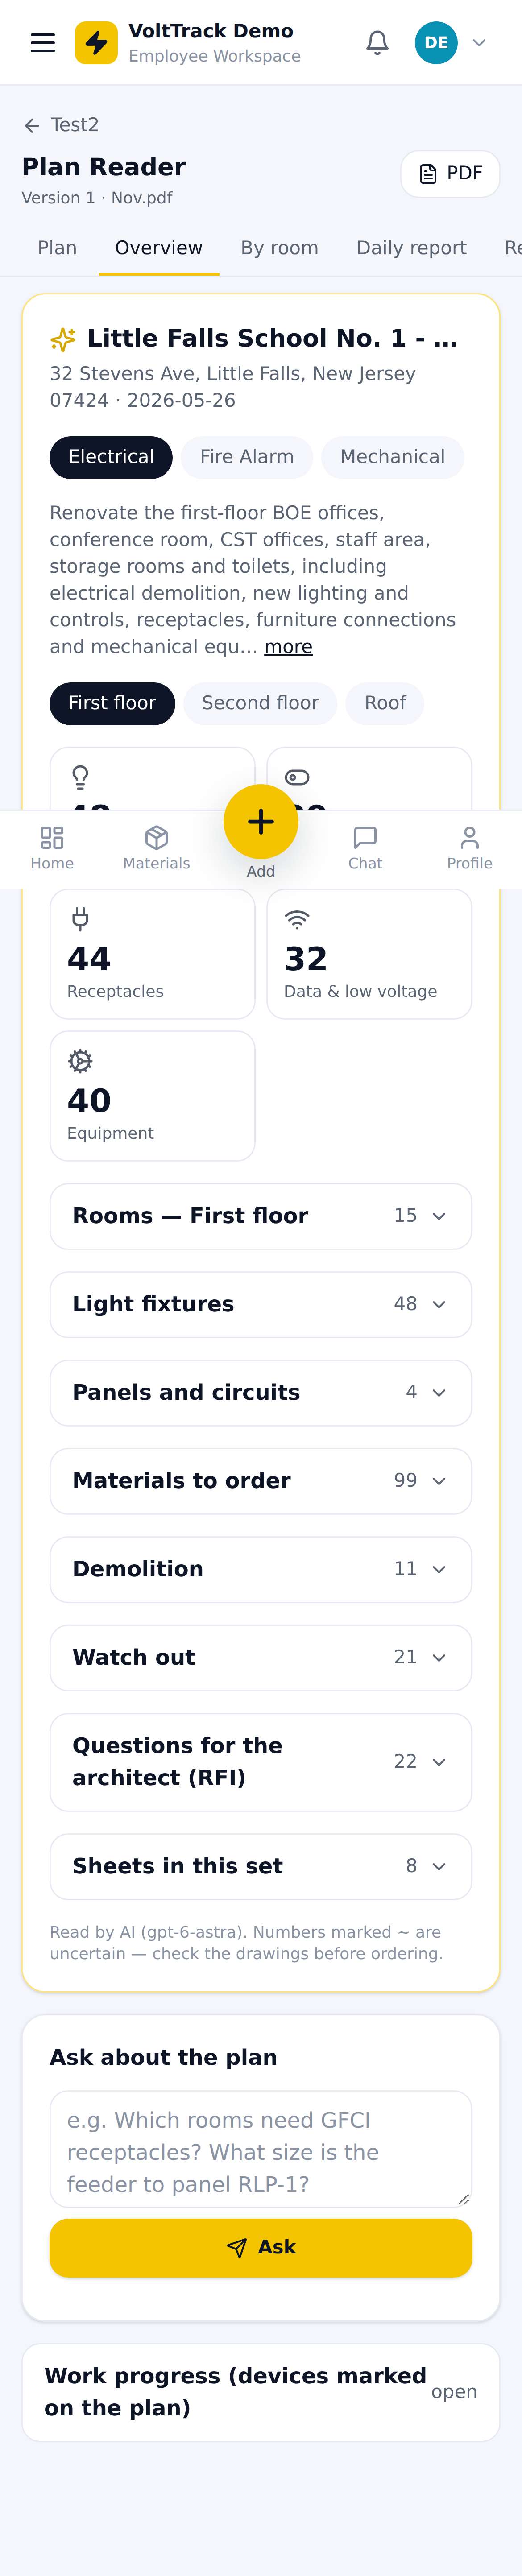 VoltTrack Demo
Employee Workspace
DE
Test2
Plan Reader
Version 1 · Nov.pdf
PDF
Plan
Overview
By room
Daily report
Little Falls School No. 1 - ...
32 Stevens Ave, Little Falls, New Jersey
07424 · 2026-05-26
Electrical
Fire Alarm
Mechanical
Renovate the first-floor BOE offices,
conference room, CST offices, staff area,
storage rooms and toilets, including
electrical demolition, new lighting and
controls, receptacles, furniture connections
and mechanical equ... more
First floor
Second floor
Roof
Home
Materials
Add
Chat
Profile
44
Receptacles
32
Data & low voltage
40
Equipment
Rooms — First floor
15
Light fixtures
48
Panels and circuits
4
Materials to order
99
Demolition
11
Watch out
21
Questions for the
architect (RFI)
22
Sheets in this set
8
Read by AI (gpt-6-astra). Numbers marked ~ are
uncertain — check the drawings before ordering.
Ask about the plan
e.g. Which rooms need GFCI
receptacles? What size is the
feeder to panel RLP-1?
Ask
Work progress (devices marked
on the plan)
open